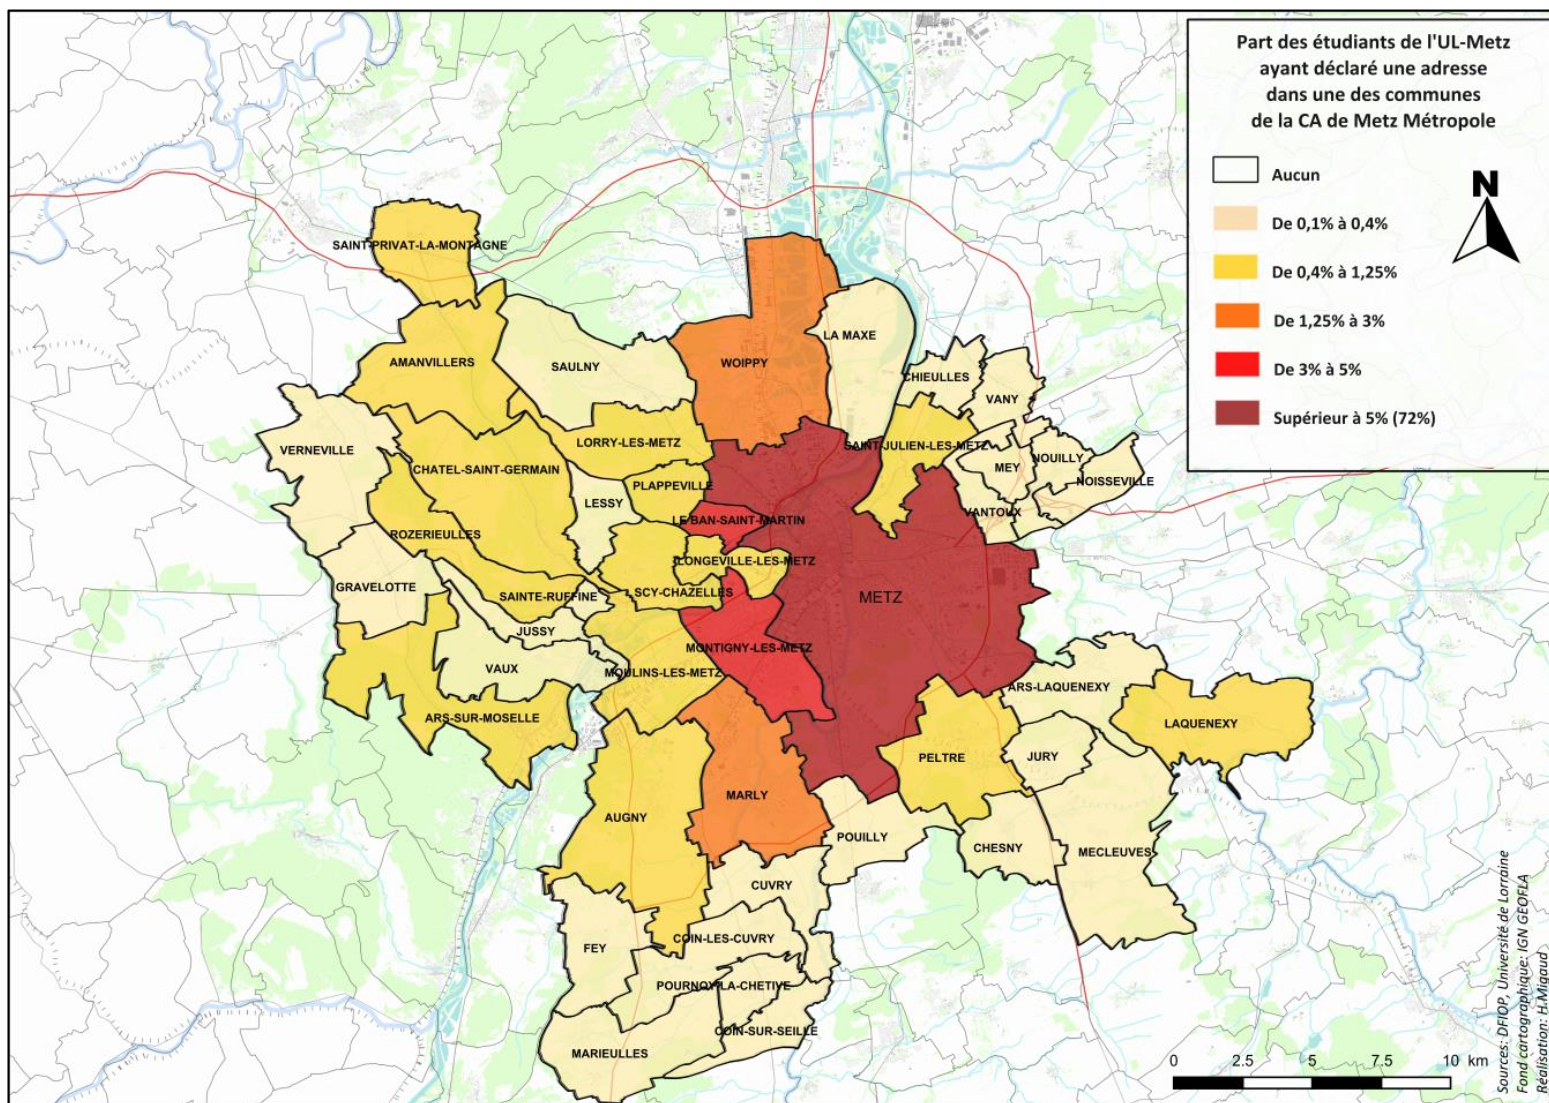 Part des étudiants de l'UL-Metz
ayant déclaré une adresse
dans une des communes
de la CA de Metz Métropole
Aucun
De 0,1% à 0,4%
De 0,4% à 1,25%
De 1,25% à 3%
De 3% à 5%
Supérieur à 5% (72%)
N
SAINT-PRIVAT-LA-MONTAGNE
AMANVILLERS
SAULNY
WOIPPY
LA MAXE
CHIEULLES
VANY
VERNEVILLE
CHATEL-SAINT-GERMAIN
LORRY-LES-METZ
SAINT-JULIEN-LES-METZ
NOUILLY
MEY
NOISSEVILLE
PLAPPEVILLE
LESSY
VANTOUX
LE BAN-SAINT-MARTIN
ROZERIEULLES
LONGEVILLE-LES-METZ
GRAVELOTTE
SCY-CHAZELLES
SAINTE-RUFFINE
METZ
JUSSY
MONTIGNY-LES-METZ
VAUX
MOULINS-LES-METZ
ARS-LAQUENEXY
ARS-SUR-MOSELLE
LAQUENEXY
PELTRE
JURY
MARLY
AUGNY
POUILLY
CHESNY
MECLEUVES
CUVRY
COIN-LES-CUVRY
FEY
POURNOY-LA-CHETIVE
COIN-SUR-SEILLE
MARIEULLES
0 2.5 5 7.5 10 km
Sources: DFIOP, Université de Lorraine
Fond cartographique: IGN GEOFLA
Réalisation: H.Migaud